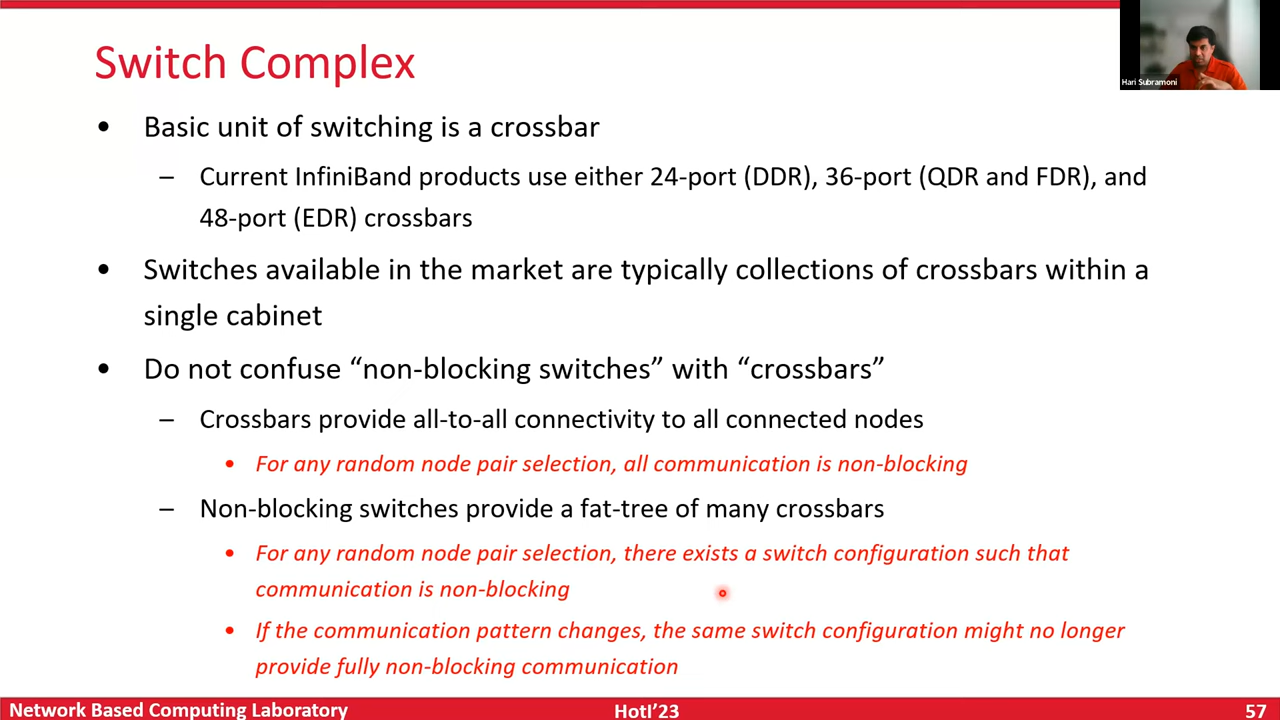 Switch Complex
Hari Subramoni
• Basic unit of switching is a crossbar
– Current InfiniBand products use either 24-port (DDR), 36-port (QDR and FDR), and
48-port (EDR) crossbars
• Switches available in the market are typically collections of crossbars within a
single cabinet
• Do not confuse “non-blocking switches” with “crossbars”
– Crossbars provide all-to-all connectivity to all connected nodes
• For any random node pair selection, all communication is non-blocking
– Non-blocking switches provide a fat-tree of many crossbars
• For any random node pair selection, there exists a switch configuration such that
communication is non-blocking
• If the communication pattern changes, the same switch configuration might no longer
provide fully non-blocking communication
Network Based Computing Laboratory
HotI’23
57